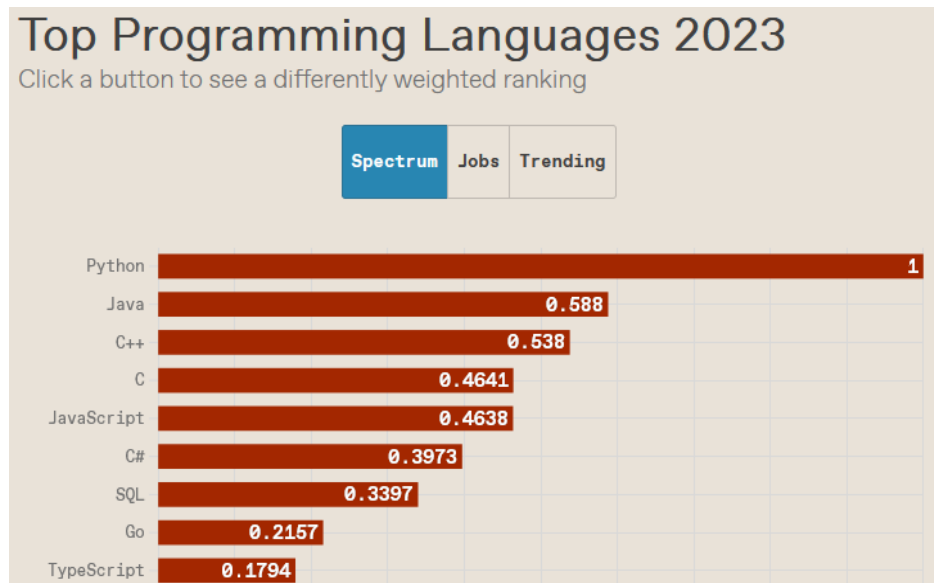 Top Programming Languages 2023
Click a button to see a differently weighted ranking
Spectrum Jobs Trending
Python 1
Java 0.588
C++ 0.538
C 0.4641
JavaScript 0.4638
C# 0.3973
SQL 0.3397
Go 0.2157
TypeScript 0.1794